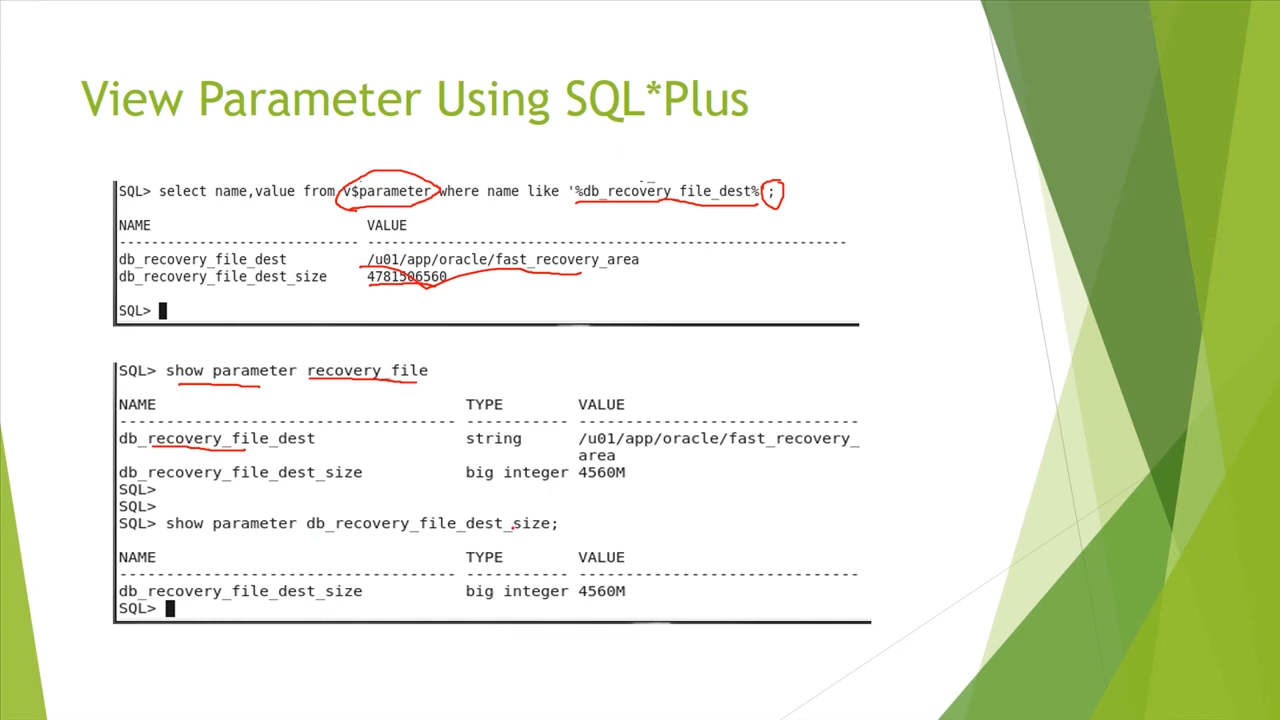 View Parameter Using SQL*Plus
SQL> select name,value from v$parameter where name like '%db_recovery_file_dest%';
NAME VALUE
------------------------------ ------------------------------------------------------------
db_recovery_file_dest /u01/app/oracle/fast_recovery_area
db_recovery_file_dest_size 4781506560
SQL>
SQL> show parameter recovery_file
NAME TYPE VALUE
------------------------------------ ----------- ------------------------------
db_recovery_file_dest string /u01/app/oracle/fast_recovery_
area
db_recovery_file_dest_size big integer 4560M
SQL>
SQL>
SQL> show parameter db_recovery_file_dest_size;
NAME TYPE VALUE
------------------------------------ ----------- ------------------------------
db_recovery_file_dest_size big integer 4560M
SQL>